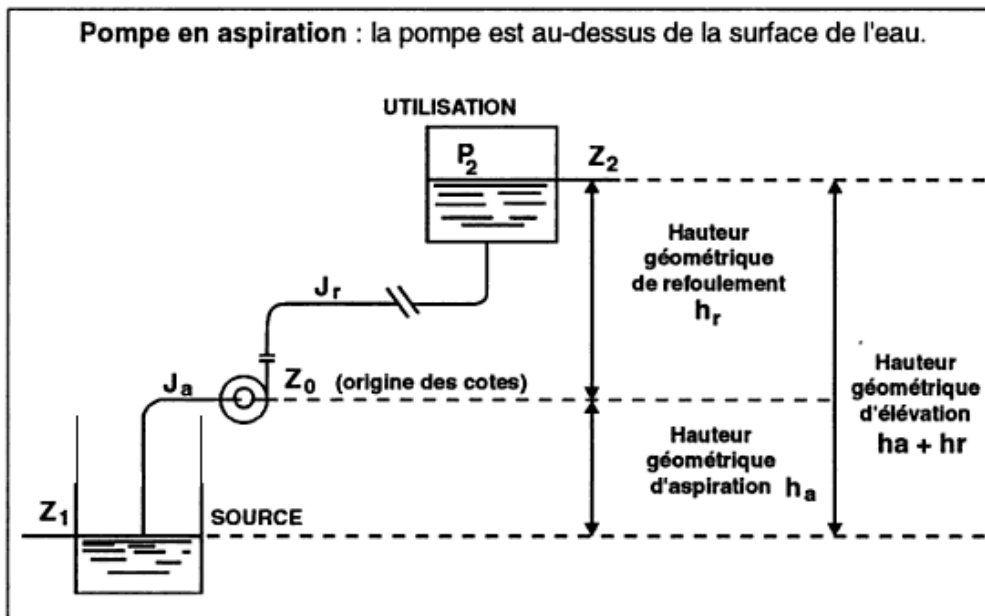 Pompe en aspiration : la pompe est au-dessus de la surface de l'eau.
UTILISATION
P2
Z2
Hauteur
géométrique
de refoulement
hr
Jr
Hauteur
géométrique
d'élévation
ha + hr
Ja
Z0 (origine des cotes)
Hauteur
géométrique
d'aspiration ha
Z1
SOURCE